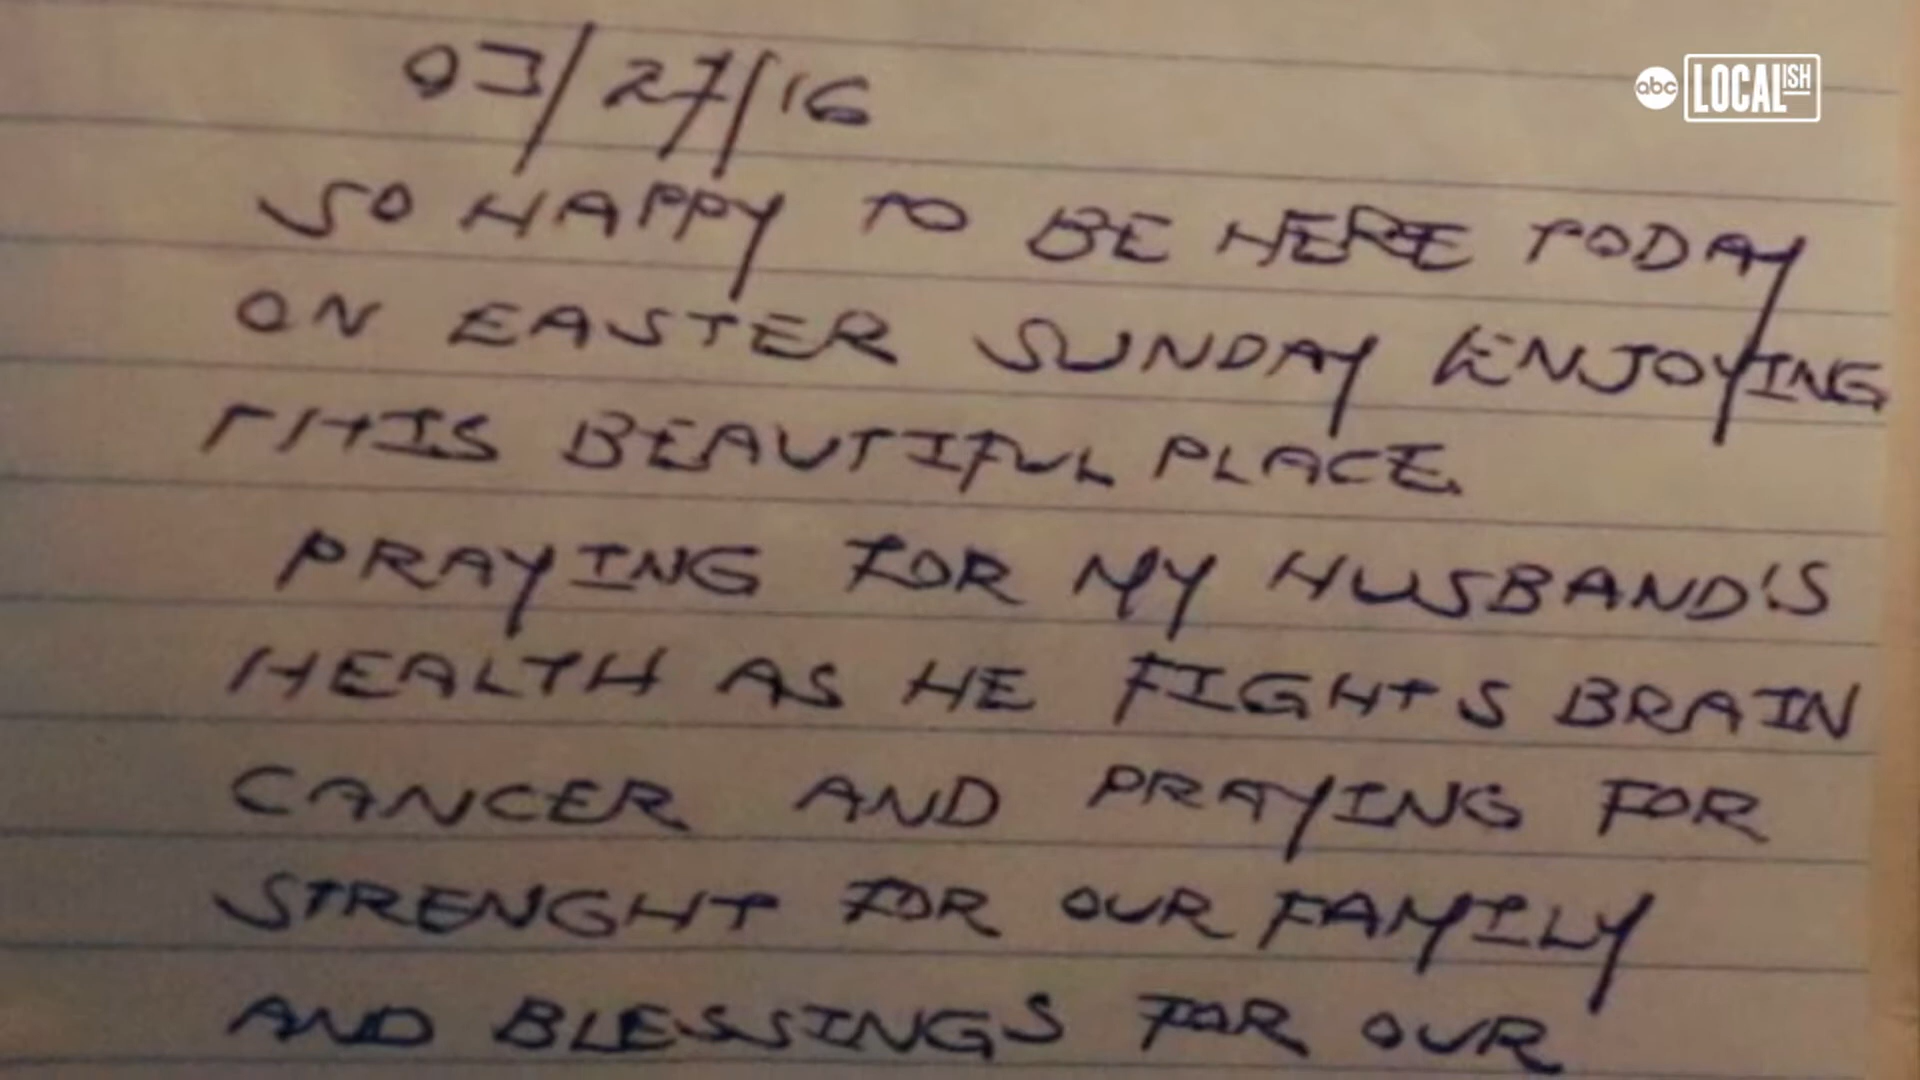 03/27/16
abc LOCALISH
SO HAPPY TO BE HERE TODAY
ON EASTER SUNDAY ENJOYING
THIS BEAUTIFUL PLACE.
PRAYING FOR MY HUSBAND'S
HEALTH AS HE FIGHTS BRAIN
CANCER AND PRAYING FOR
STRENGHT FOR OUR FAMILY
AND BLESSINGS FOR OUR